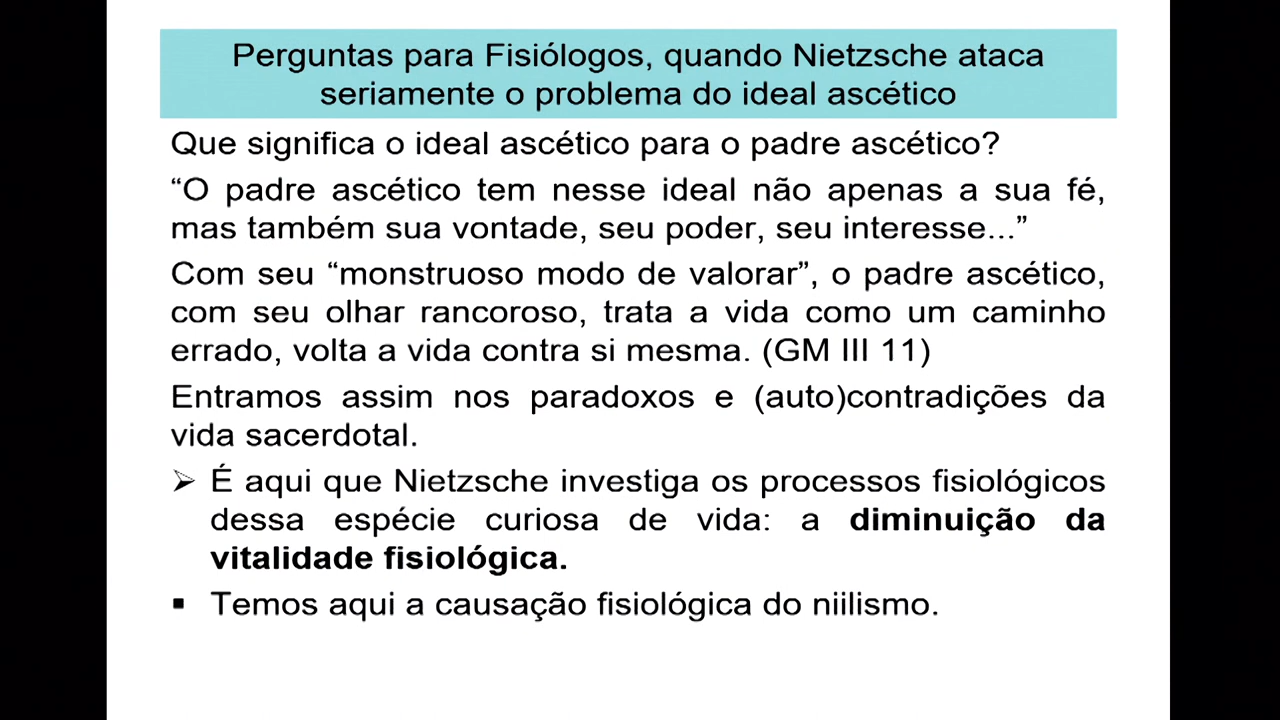 Perguntas para Fisiólogos, quando Nietzsche ataca
seriamente o problema do ideal ascético
Que significa o ideal ascético para o padre ascético?
“O padre ascético tem nesse ideal não apenas a sua fé,
mas também sua vontade, seu poder, seu interesse...”
Com seu “monstruoso modo de valorar”, o padre ascético,
com seu olhar rancoroso, trata a vida como um caminho
errado, volta a vida contra si mesma. (GM III 11)
Entramos assim nos paradoxos e (auto)contradições da
vida sacerdotal.
➢ É aqui que Nietzsche investiga os processos fisiológicos
dessa espécie curiosa de vida: a diminuição da
vitalidade fisiológica.
▪ Temos aqui a causação fisiológica do niilismo.